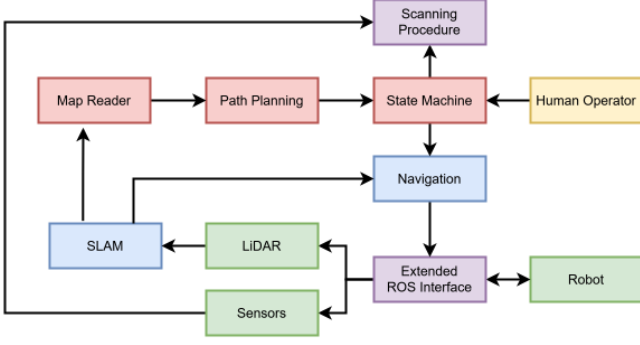 Scanning
Procedure
Map Reader
Path Planning
State Machine
Human Operator
Navigation
SLAM
LiDAR
Extended
ROS Interface
Robot
Sensors